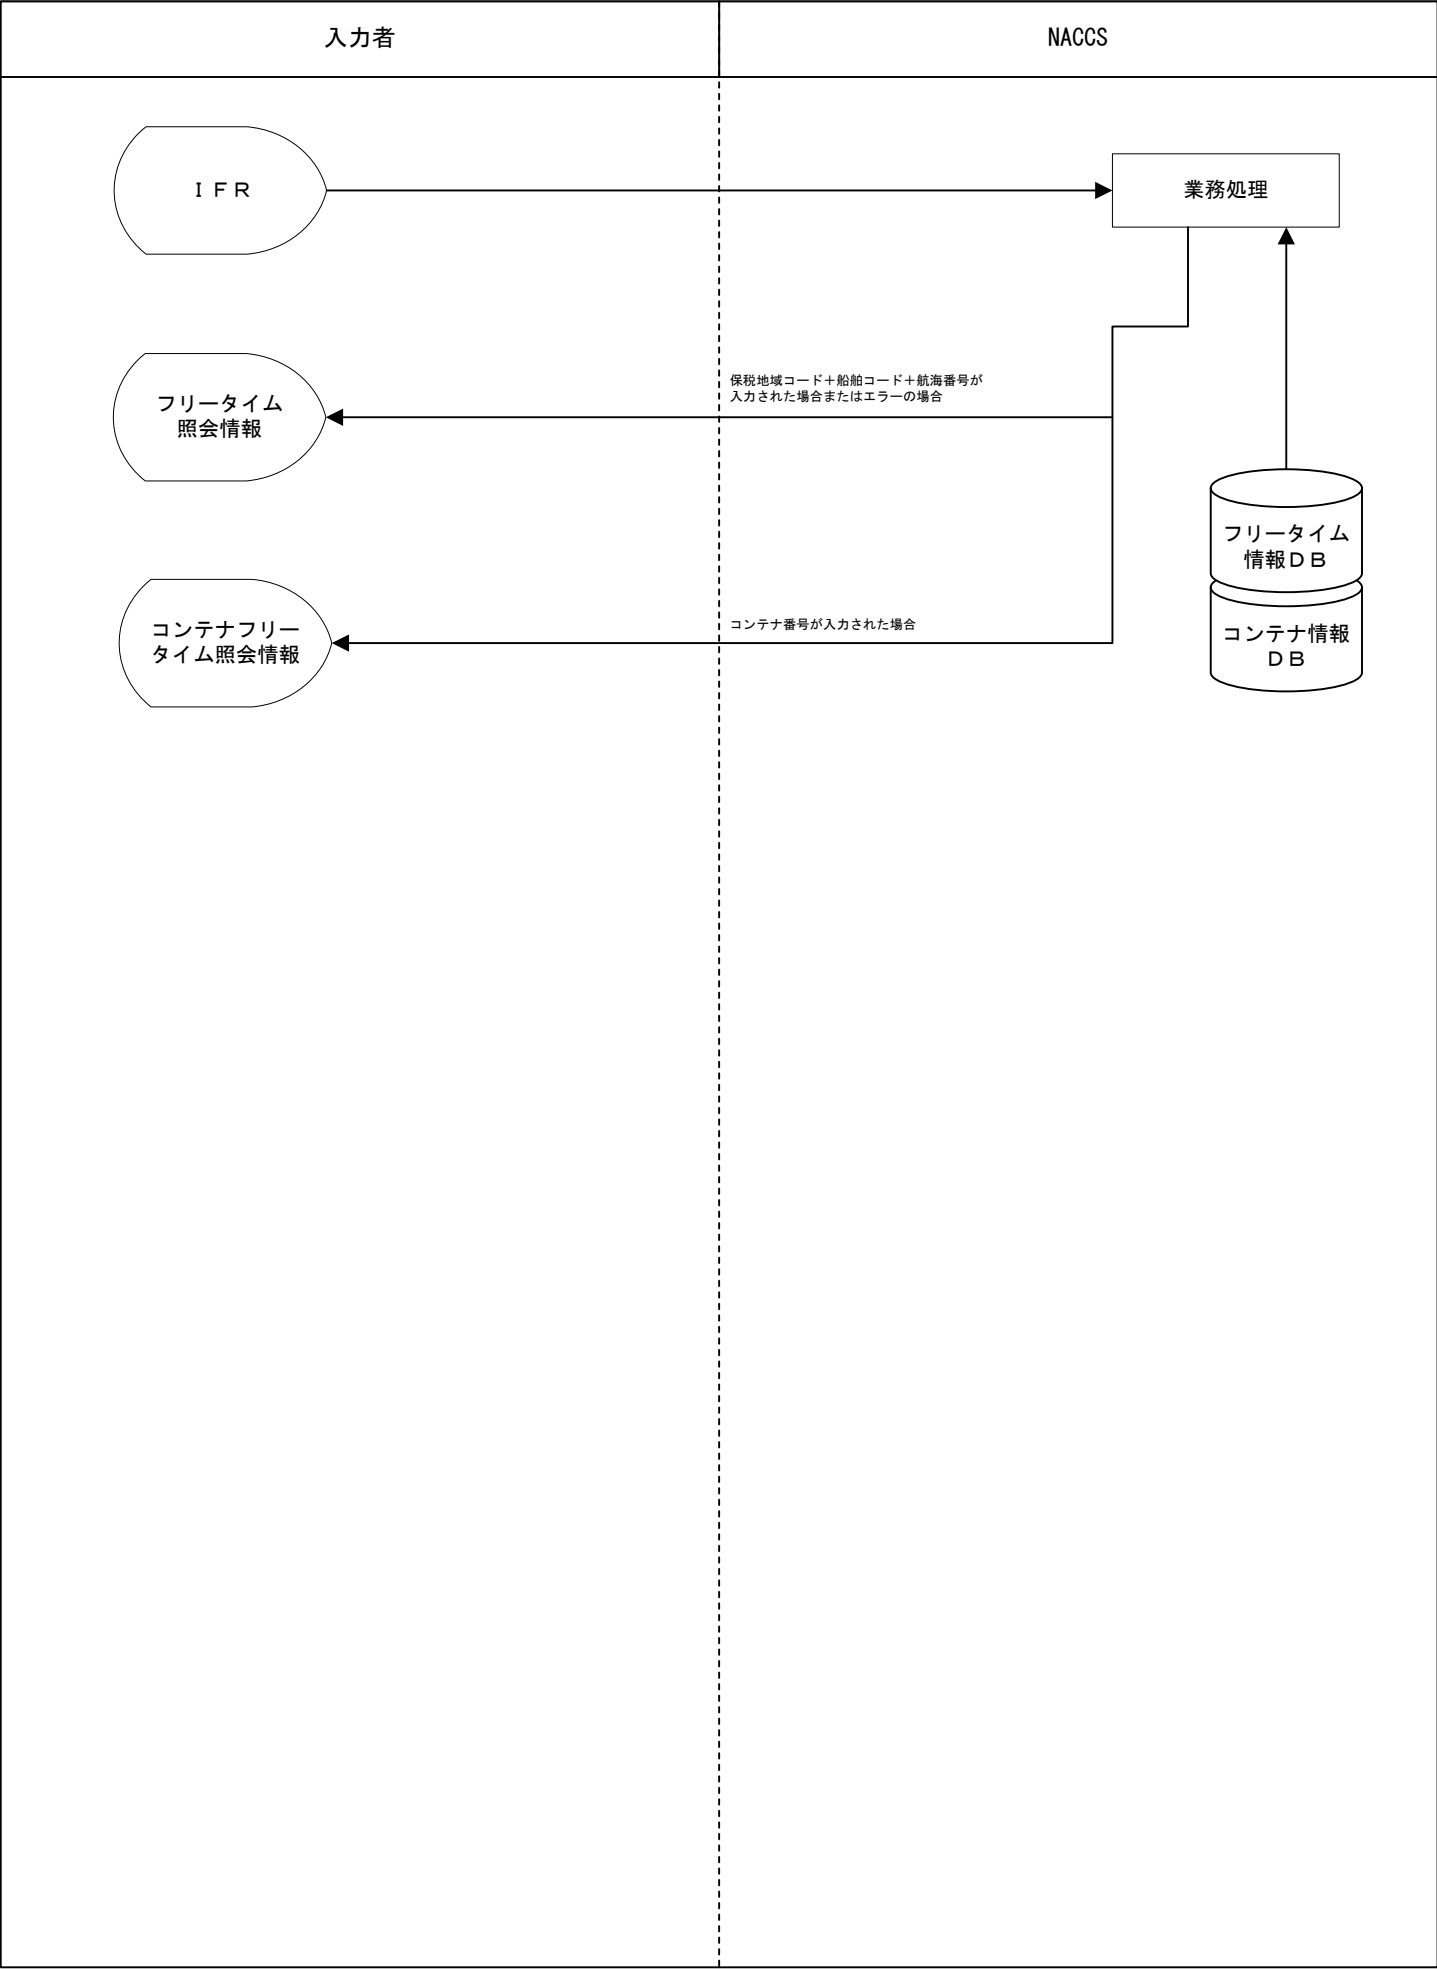 入力者
NACCS
ＩＦＲ
業務処理
保税地域コード＋船舶コード＋航海番号が
入力された場合またはエラーの場合
フリータイム
照会情報
フリータイム
情報ＤＢ
コンテナ番号が入力された場合
コンテナフリー
タイム照会情報
コンテナ情報
ＤＢ